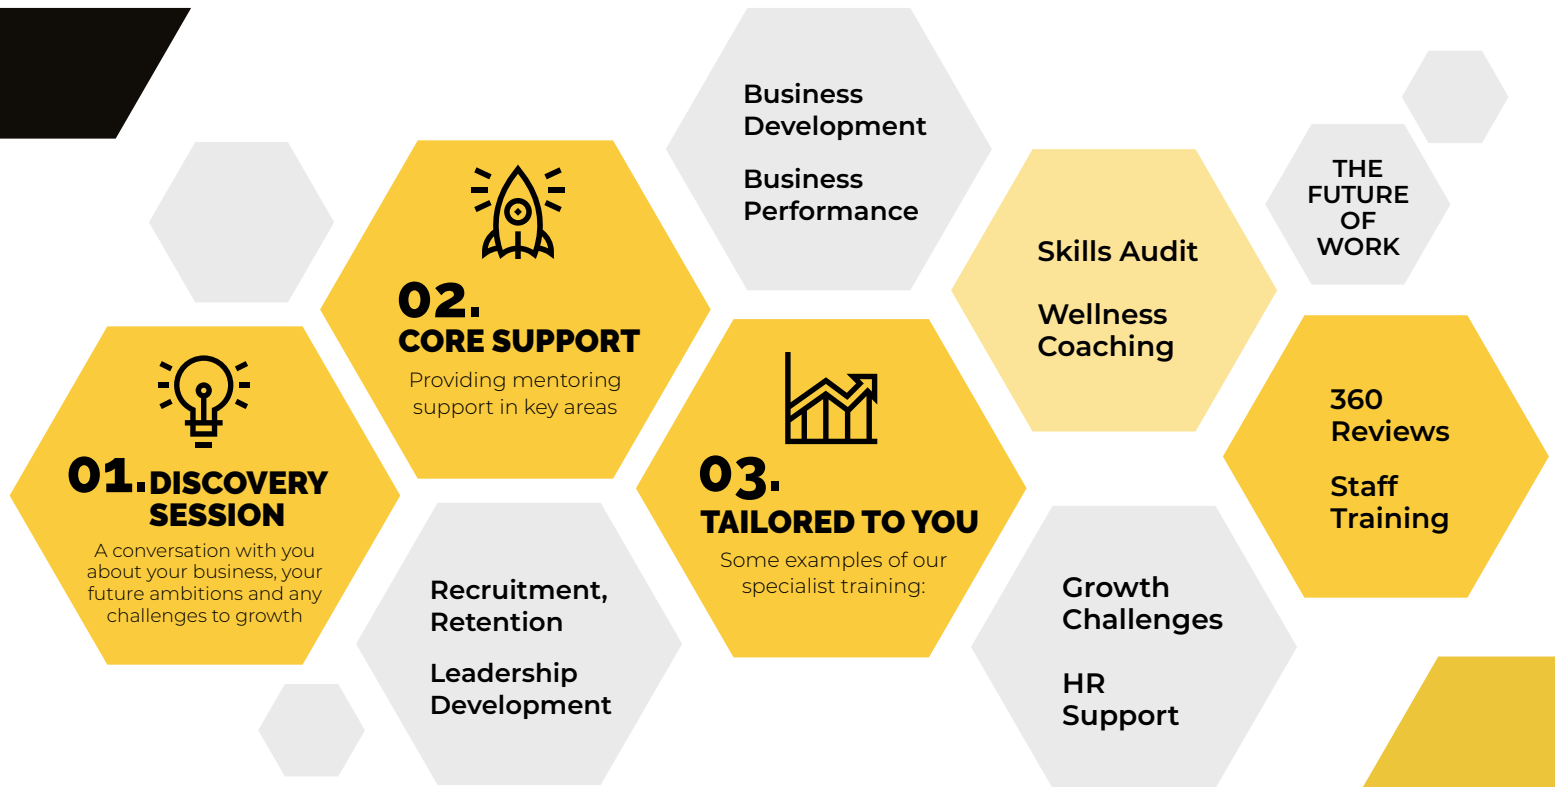 01. DISCOVERY
SESSION
A conversation with you
about your business, your
future ambitions and any
challenges to growth
02.
CORE SUPPORT
Providing mentoring
support in key areas
Recruitment,
Retention
Leadership
Development
Business
Development
Business
Performance
03.
TAILORED TO YOU
Some examples of our
specialist training:
Skills Audit
Wellness
Coaching
Growth
Challenges
HR
Support
THE
FUTURE
OF
WORK
360
Reviews
Staff
Training